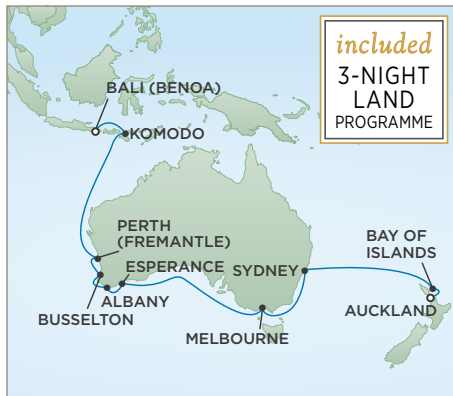 included
3-NIGHT
LAND
PROGRAMME
BALI (BENOA)
KOMODO
PERTH
(FREMANTLE)
ESPERANCE
SYDNEY
BAY OF
ISLANDS
ALBANY
AUCKLAND
BUSSELTON
MELBOURNE